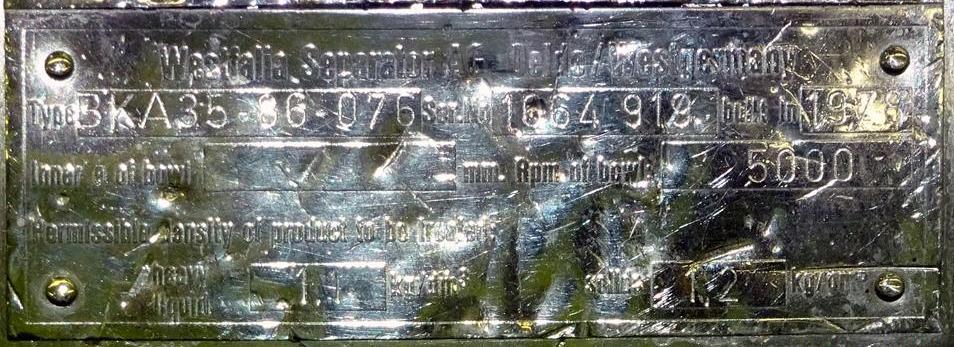 Westfalia Separator AG Oelde/Westgermany
Type BKA35-86-076 Ser.No 1664 918 built in
Inner ø of bowl: mm. Rpm of bowl: 5000
Permissible density of product to be treated:
heavy liquid 1.1 kg/dm³ solids 1.2 kg/dm³